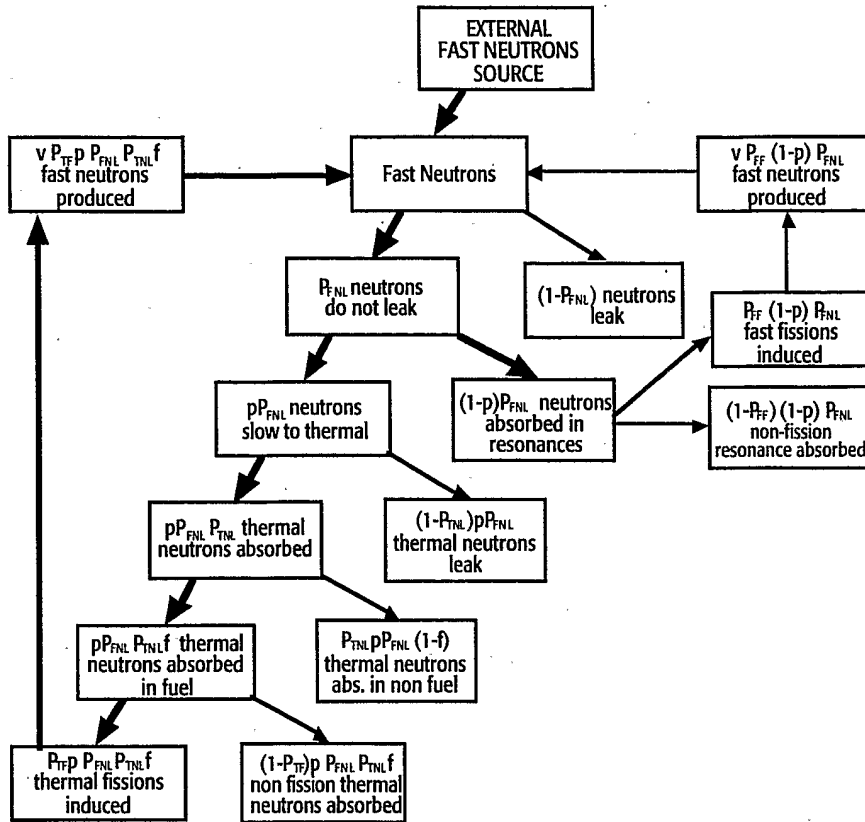 EXTERNAL
FAST NEUTRONS
SOURCE
v P_TF p P_FNL P_TNL f
fast neutrons
produced
Fast Neutrons
v P_FF (1-p) P_FNL
fast neutrons
produced
P_FNL neutrons
do not leak
(1-P_FNL) neutrons
leak
P_FF (1-p) P_FNL
fast fissions
induced
pP_FNL neutrons
slow to thermal
(1-p)P_FNL neutrons
absorbed in
resonances
(1-P_FF) (1-p) P_FNL
non-fission
resonance absorbed
pP_FNL P_TNL thermal
neutrons absorbed
(1-P_TNL)pP_FNL
thermal neutrons
leak
pP_FNL P_TNL f thermal
neutrons absorbed
in fuel
P_TNL pP_FNL (1-f)
thermal neutrons
abs. in non fuel
P_TF p P_FNL P_TNL f
thermal fissions
induced
(1-P_TF)p P_FNL P_TNL f
non fission thermal
neutrons absorbed